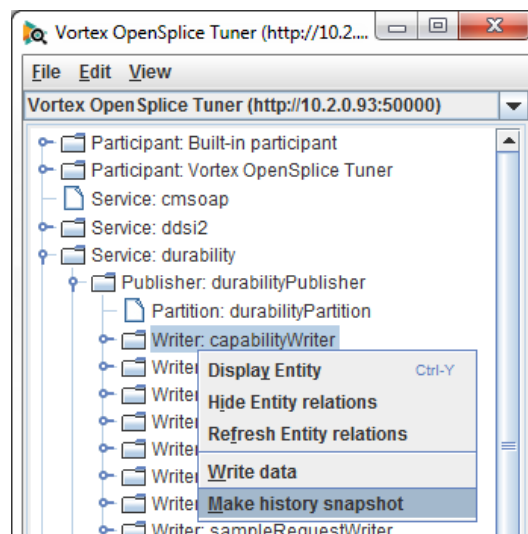 Vortex OpenSplice Tuner (http://10.2....
File Edit View
Vortex OpenSplice Tuner (http://10.2.0.93:50000)
Participant: Built-in participant
Participant: Vortex OpenSplice Tuner
Service: cmsoap
Service: ddsi2
Service: durability
Publisher: durabilityPublisher
Partition: durabilityPartition
Writer: capabilityWriter
Writer
Display Entity Ctrl-Y
Writer
Hide Entity relations
Writer
Refresh Entity relations
Writer
Writer
Write data
Writer
Make history snapshot
Writer: sampleRequestWriter